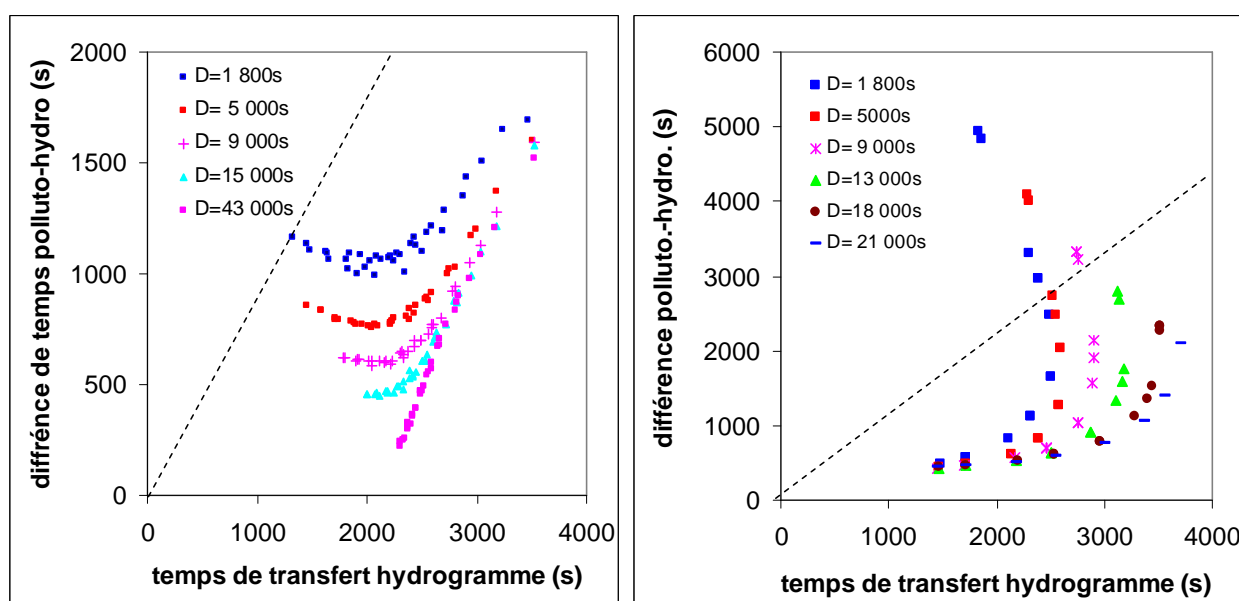 diffrénce de temps polluto-hydro (s)
2000
1500
1000
500
0
D=1 800s
D= 5 000s
D= 9 000s
D=15 000s
D=43 000s
0 1000 2000 3000 4000
temps de transfert hydrogramme (s)
différence polluto.-hydro. (s)
6000
5000
4000
3000
2000
1000
0
D= 1 800s
D= 5000s
D= 9 000s
D=13 000s
D=18 000s
D= 21 000s
0 1000 2000 3000 4000
temps de transfert hydrogramme (s)